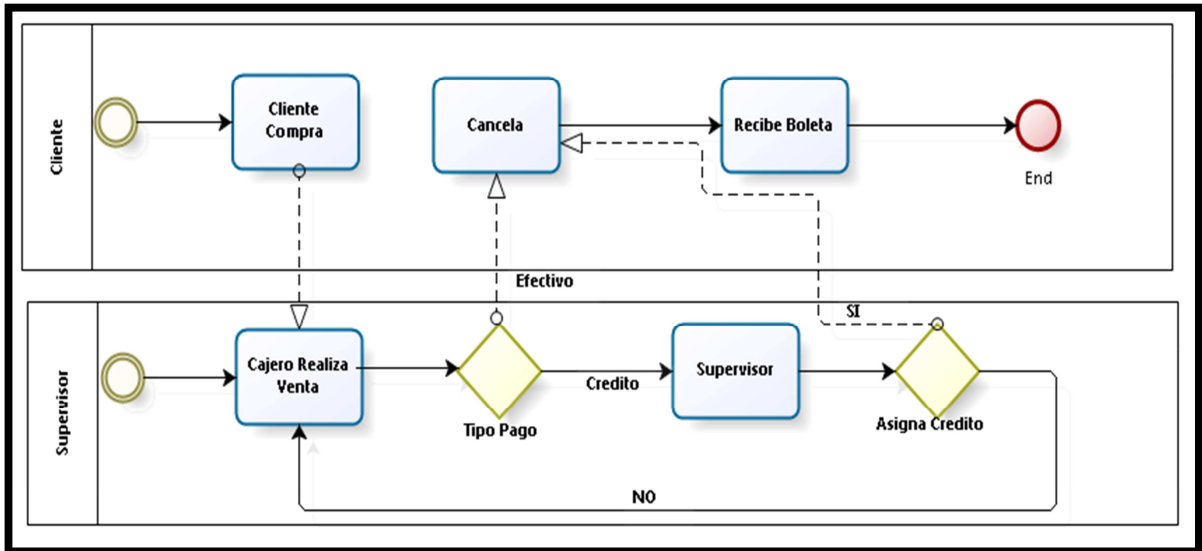 Cliente
Cliente
Compra
Cancela
Recibe Boleta
End
Efectivo
Supervisor
Cajero Realiza
Venta
Tipo Pago
Credito
Supervisor
SI
Asigna Credito
NO